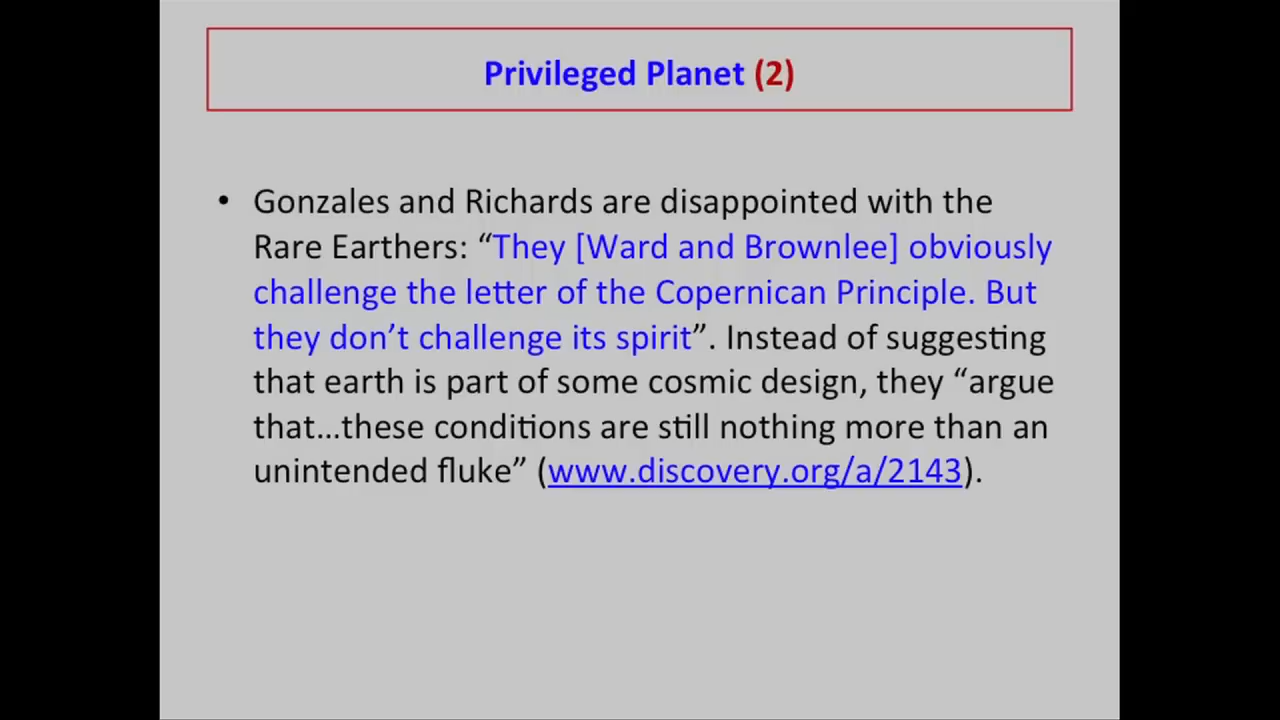 Privileged Planet (2)
• Gonzales and Richards are disappointed with the
Rare Earthers: “They [Ward and Brownlee] obviously
challenge the letter of the Copernican Principle. But
they don’t challenge its spirit”. Instead of suggesting
that earth is part of some cosmic design, they “argue
that…these conditions are still nothing more than an
unintended fluke” (www.discovery.org/a/2143).